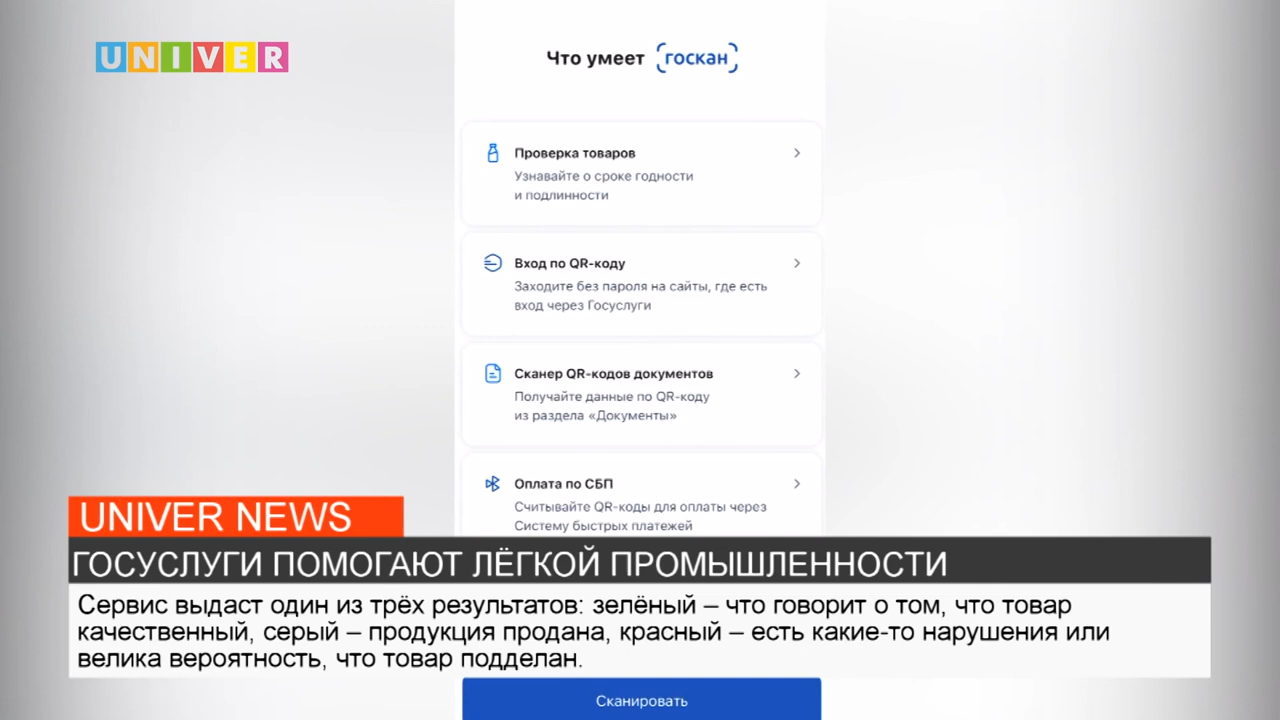 UNIVER
Что умеет госкан
Проверка товаров
Узнавайте о сроке годности
и подлинности
Вход по QR-коду
Заходите без пароля на сайты, где есть
вход через Госуслуги
Сканер QR-кодов документов
Получайте данные по QR-коду
из раздела «Документы»
Оплата по СБП
Считывайте QR-коды для оплаты через
Систему быстрых платежей
UNIVER NEWS
ГОСУСЛУГИ ПОМОГАЮТ ЛЁГКОЙ ПРОМЫШЛЕННОСТИ
Сервис выдаст один из трёх результатов: зелёный – что говорит о том, что товар
качественный, серый – продукция продана, красный – есть какие-то нарушения или
велика вероятность, что товар подделан.
Сканировать